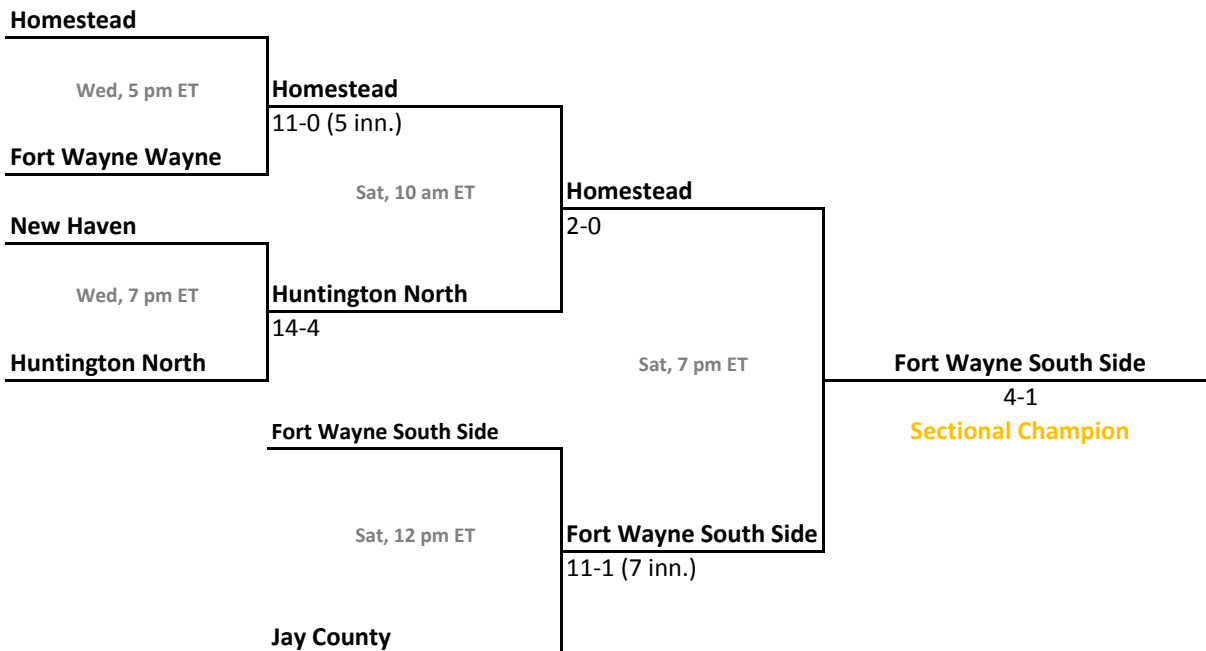 Homestead
Wed, 5 pm ET
Homestead
11-0 (5 inn.)
Fort Wayne Wayne
Sat, 10 am ET
Homestead
2-0
New Haven
Wed, 7 pm ET
Huntington North
14-4
Huntington North
Sat, 7 pm ET
Fort Wayne South Side
4-1
Sectional Champion
Fort Wayne South Side
Sat, 12 pm ET
Fort Wayne South Side
11-1 (7 inn.)
Jay County